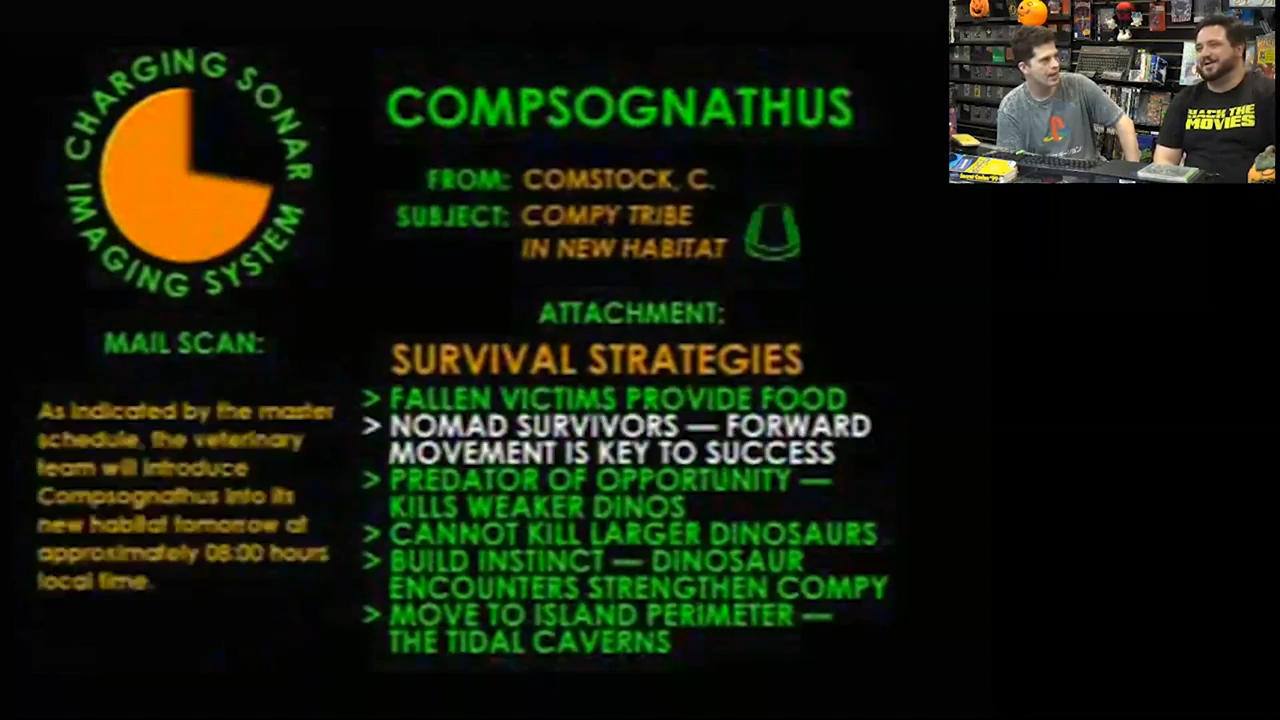 CHARGING SONAR
IMAGING SYSTEM
MAIL SCAN:
As indicated by the master
schedule, the veterinary
team will introduce
Compsognathus into its
new habitat tomorrow at
approximately 08:00 hours
local time.
COMPSOGNATHUS
FROM: COMSTOCK, C.
SUBJECT: COMPY TRIBE
IN NEW HABITAT
ATTACHMENT:
SURVIVAL STRATEGIES
> FALLEN VICTIMS PROVIDE FOOD
> NOMAD SURVIVORS — FORWARD
MOVEMENT IS KEY TO SUCCESS
> PREDATOR OF OPPORTUNITY —
KILLS WEAKER DINOS
> CANNOT KILL LARGER DINOSAURS
> BUILD INSTINCT — DINOSAUR
ENCOUNTERS STRENGTHEN COMPY
> MOVE TO ISLAND PERIMETER —
THE TIDAL CAVERNS
HACK THE
MOVIES